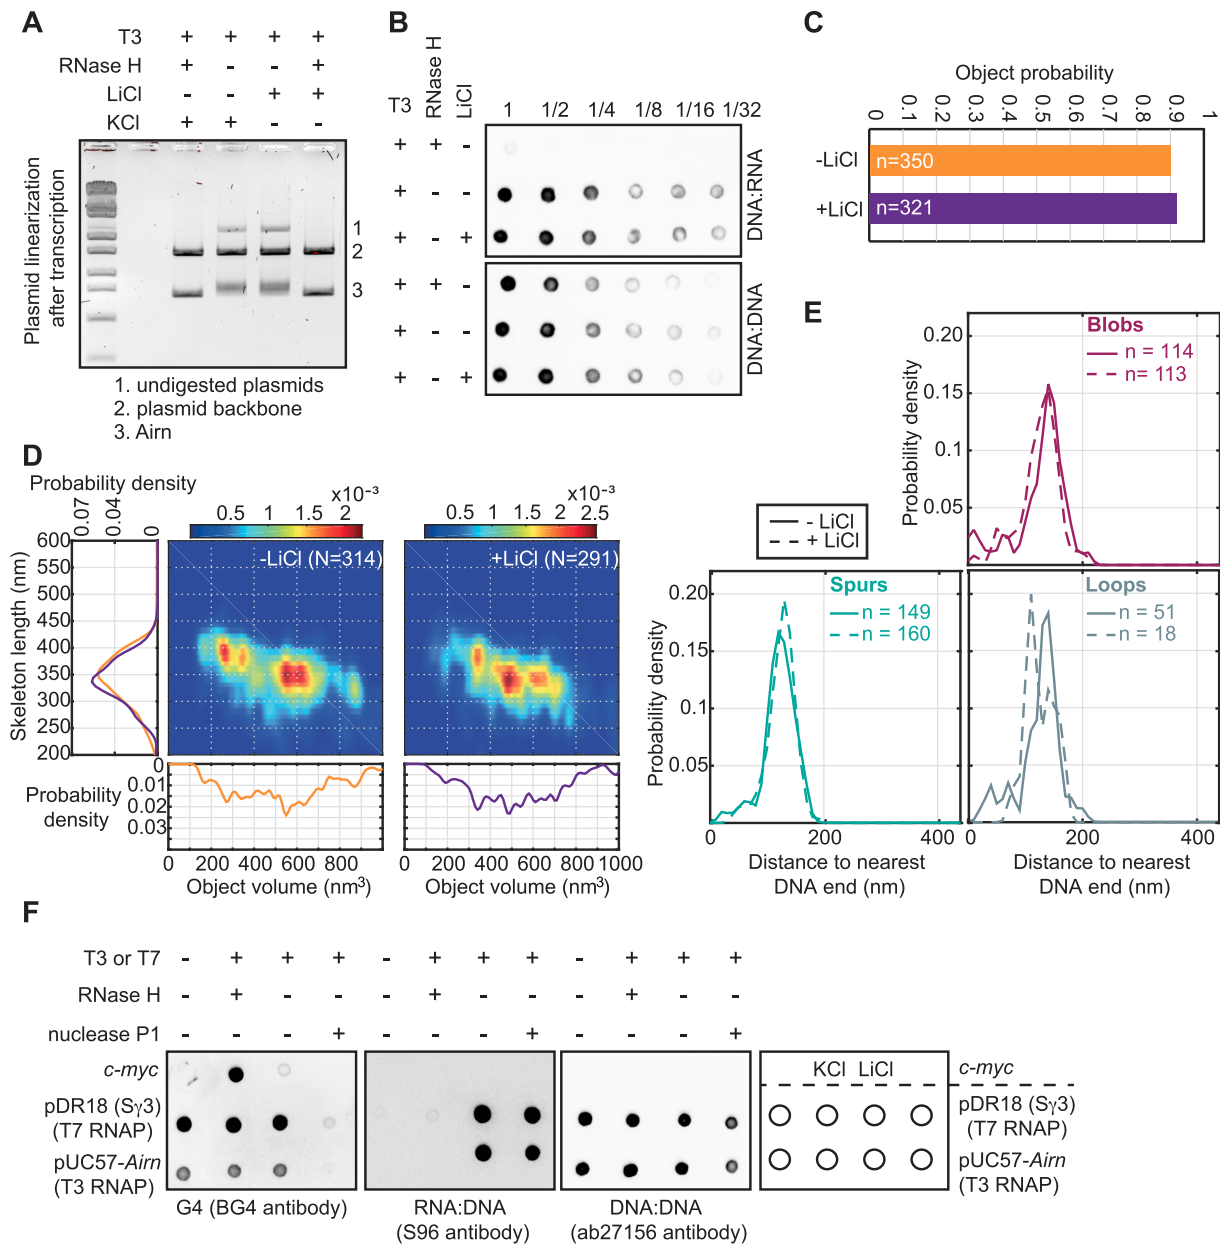 A
T3 + + + +
RNase H + - - +
LiCl - - + +
KCl + + - -
Plasmid linearization
after transcription
1
2
3
1. undigested plasmids
2. plasmid backbone
3. Airn
B
T3 RNase H LiCl 1 1/2 1/4 1/8 1/16 1/32
+ + -
+ - -
+ - +
DNA:RNA
+ + -
+ - -
+ - +
DNA:DNA
C
Object probability
0 0.1 0.2 0.3 0.4 0.5 0.6 0.7 0.8 0.9 1
-LiCl n=350
+LiCl n=321
D
Probability density
0.07 0.04 0
Skeleton length (nm)
600
550
500
450
400
350
300
250
200
×10⁻³
0.5 1 1.5 2
-LiCl (N=314)
×10⁻³
0.5 1 1.5 2 2.5
+LiCl (N=291)
Probability
density
0
0.01
0.02
0.03
0 200 400 600 800
Object volume (nm³)
0 200 400 600 800 1000
Object volume (nm³)
E
Blobs
n = 114
n= 113
Probability density
0.20
0.15
0.1
0.05
- LiCl
+ LiCl
Spurs
n = 149
n = 160
Probability density
0.20
0.15
0.10
0.05
0 200 400
Distance to nearest
DNA end (nm)
Loops
n = 51
n = 18
0 200 400
Distance to nearest
DNA end (nm)
F
T3 or T7 - + + + - + + + - + + +
RNase H - + - - - + - - - + - -
nuclease P1 - - - + - - - + - - - +
c-myc
pDR18 (Sγ3)
(T7 RNAP)
pUC57-Airn
(T3 RNAP)
G4 (BG4 antibody)
RNA:DNA
(S96 antibody)
DNA:DNA
(ab27156 antibody)
KCl LiCl
c-myc
pDR18 (Sγ3)
(T7 RNAP)
pUC57-Airn
(T3 RNAP)